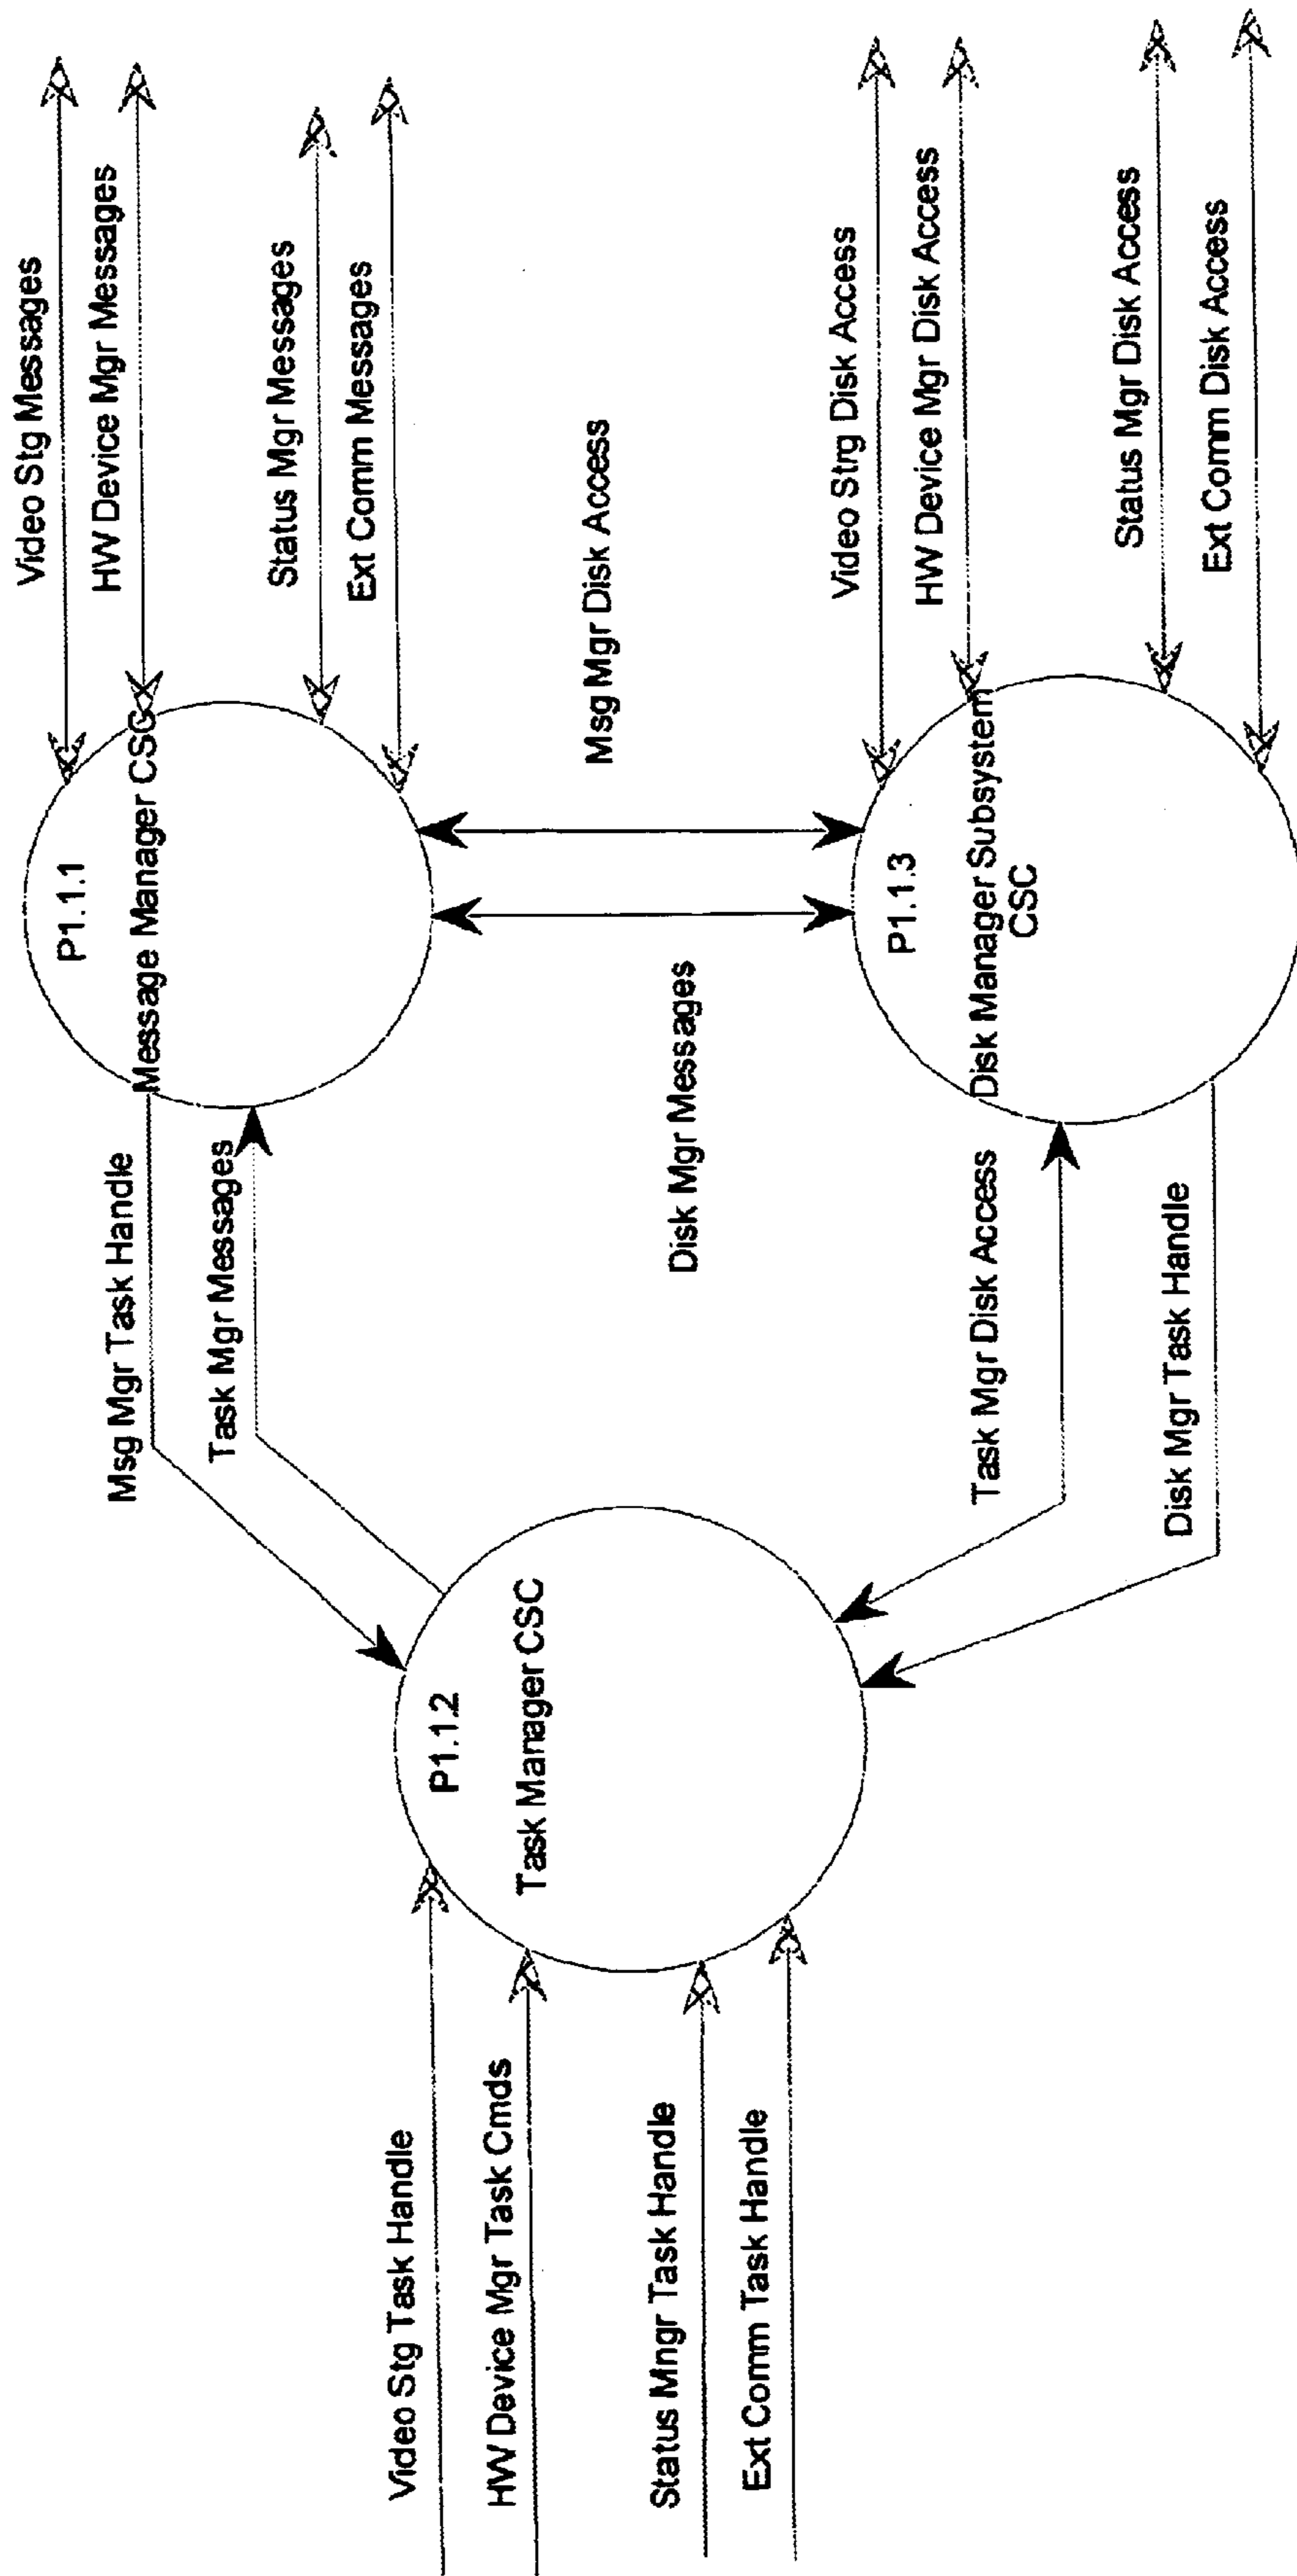 Video Stg Messages
HW Device Mgr Messages
Status Mgr Messages
Ext Comm Messages
P1.1.1
Message Manager CSC
Msg Mgr Task Handle
Task Mgr Messages
Msg Mgr Disk Access
Disk Mgr Messages
P1.1.2
Task Manager CSC
Video Stg Task Handle
HW Device Mgr Task Cmds
Status Mngr Task Handle
Ext Comm Task Handle
Video Strg Disk Access
HW Device Mgr Disk Access
Status Mgr Disk Access
Ext Comm Disk Access
P1.1.3
Disk Manager Subsystem
CSC
Task Mgr Disk Access
Disk Mgr Task Handle